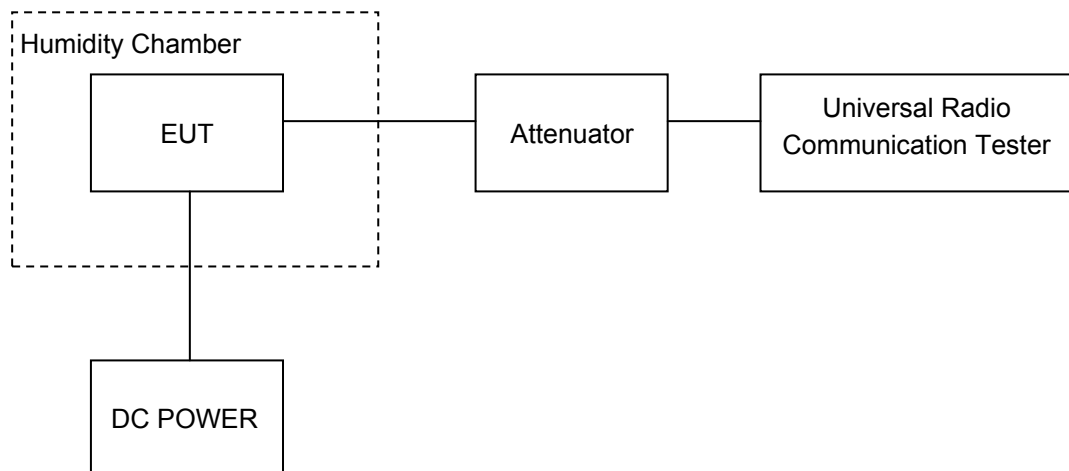 Humidity Chamber
EUT
Attenuator
Universal Radio
Communication Tester
DC POWER